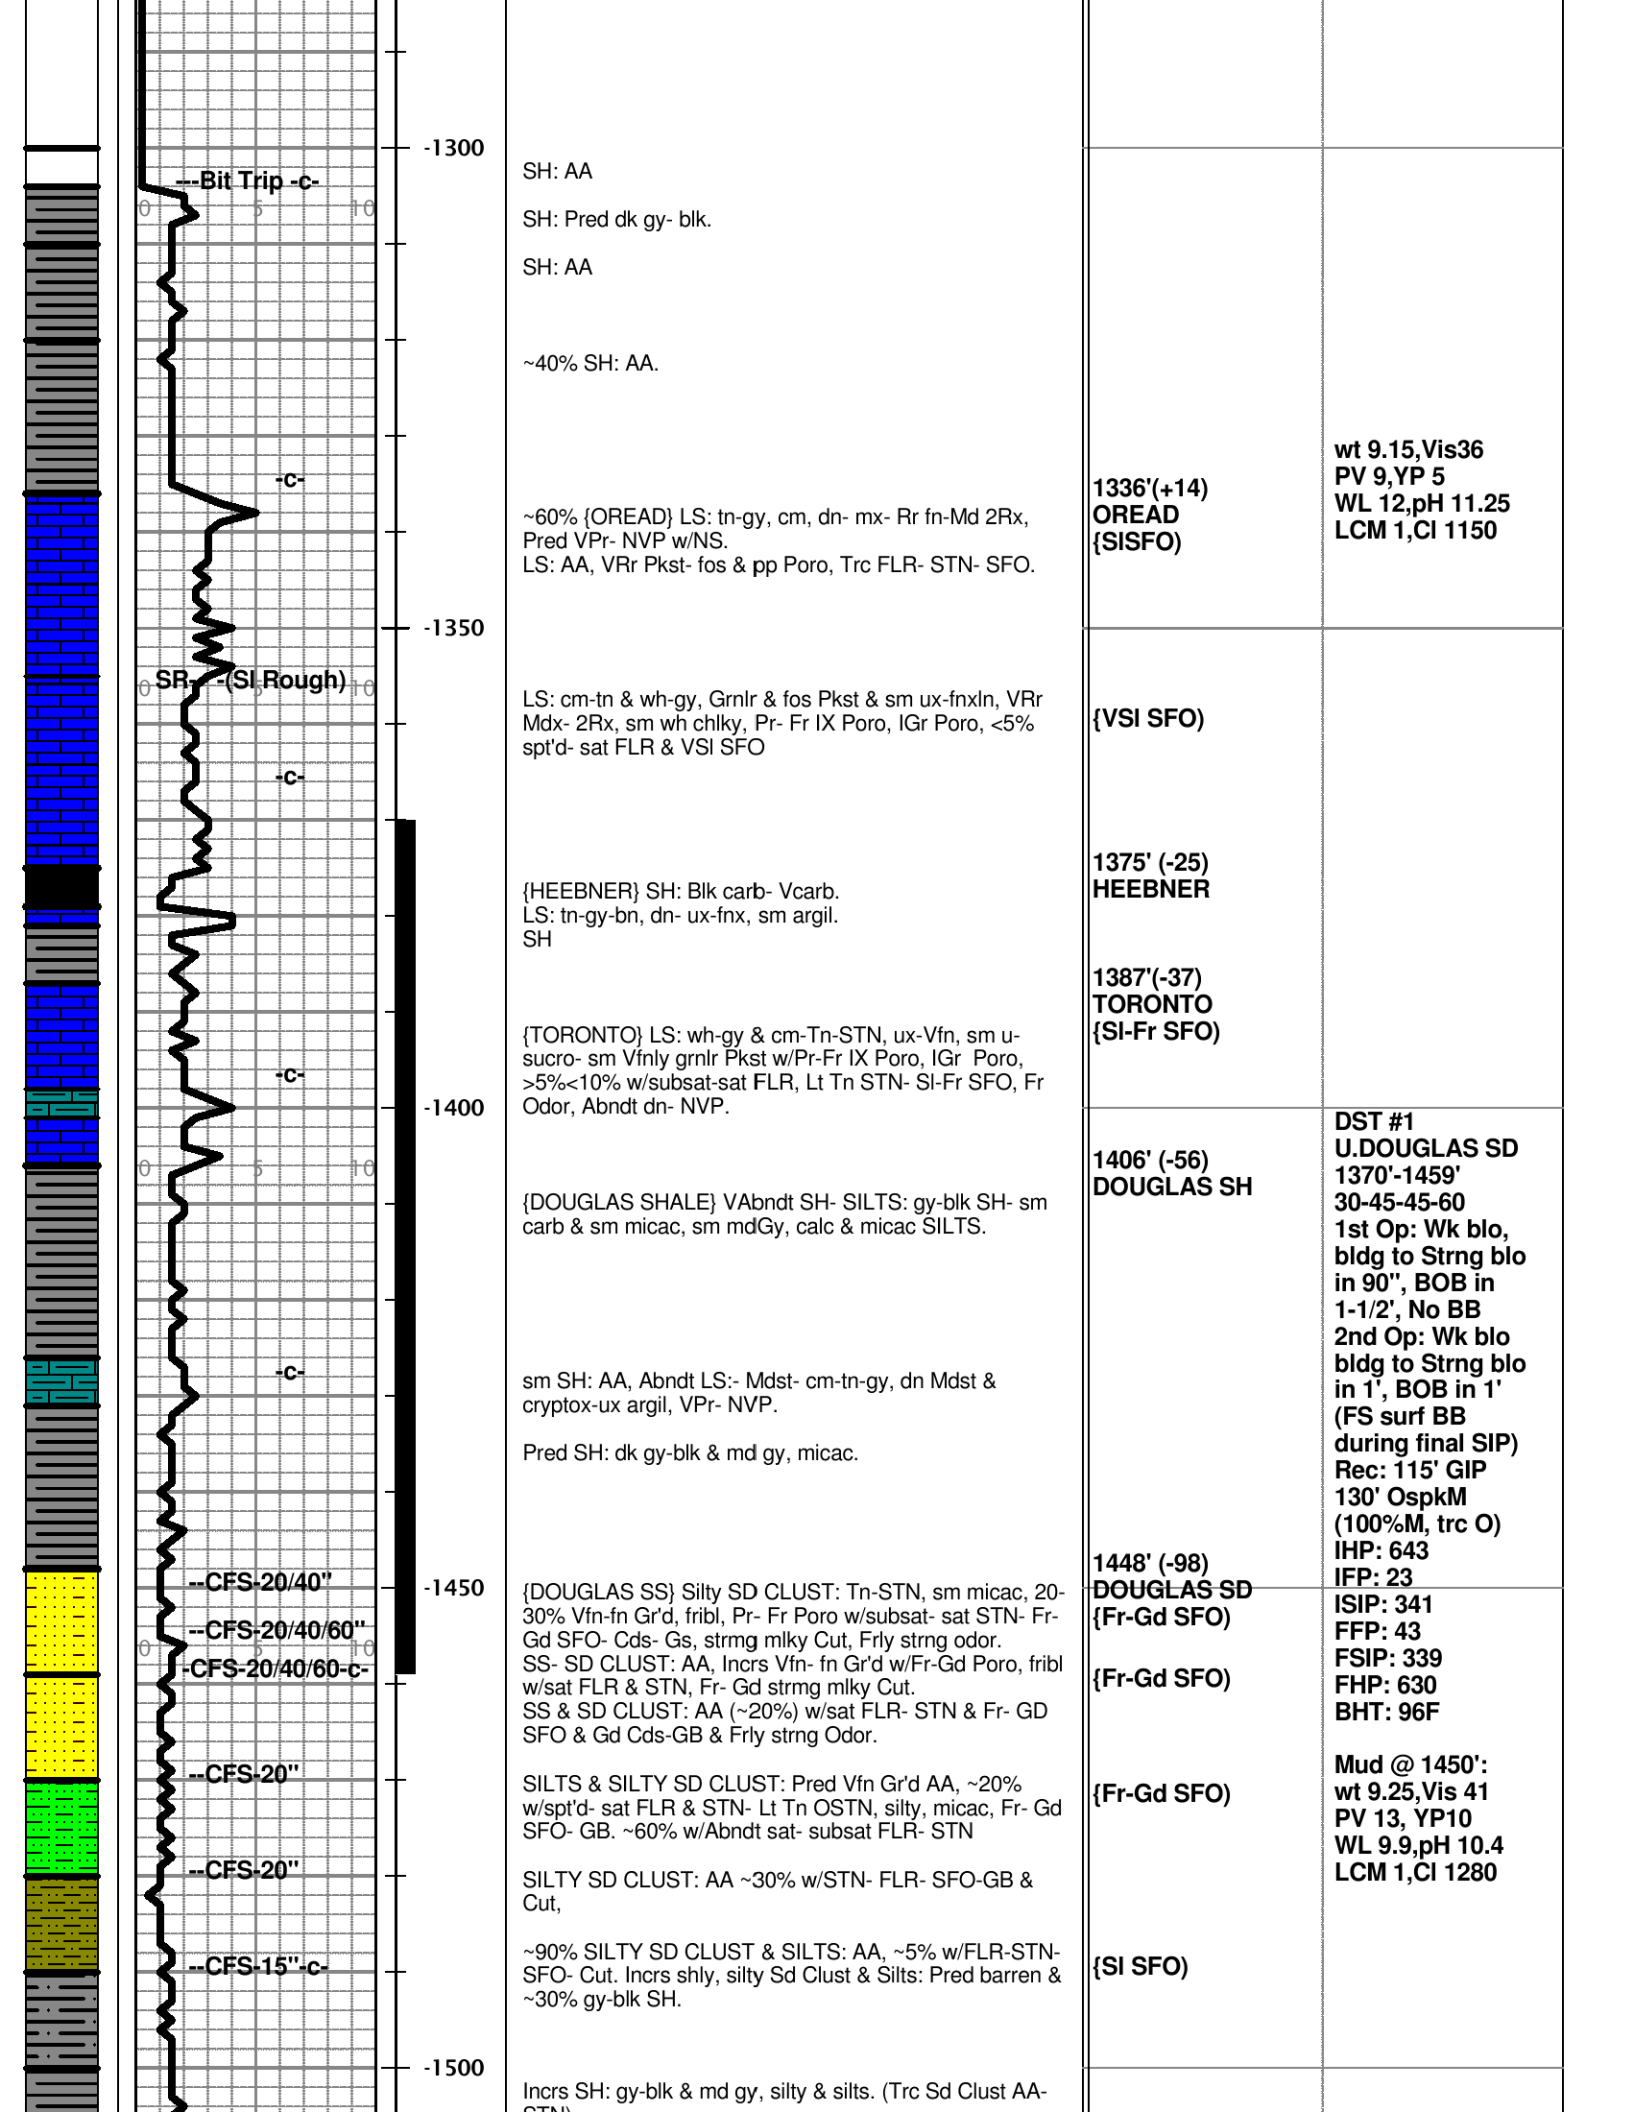 -1300
---Bit Trip -c-
0 5 10
SH: AA
SH: Pred dk gy- blk.
SH: AA
~40% SH: AA.
-c-
~60% {OREAD} LS: tn-gy, cm, dn- mx- Rr fn-Md 2Rx,
Pred VPr- NVP w/NS.
LS: AA, VRr Pkst- fos & pp Poro, Trc FLR- STN- SFO.
1336'(+14)
OREAD
{SlSFO)
wt 9.15,Vis36
PV 9,YP 5
WL 12,pH 11.25
LCM 1,Cl 1150
-1350
SR- -(Sl Rough)
0 5 10
LS: cm-tn & wh-gy, Grnlr & fos Pkst & sm ux-fnxln, VRr
Mdx- 2Rx, sm wh chlky, Pr- Fr IX Poro, IGr Poro, <5%
spt'd- sat FLR & VSl SFO
{VSl SFO)
-c-
1375' (-25)
HEEBNER
{HEEBNER} SH: Blk carb- Vcarb.
LS: tn-gy-bn, dn- ux-fnx, sm argil.
SH
1387'(-37)
TORONTO
{Sl-Fr SFO)
{TORONTO} LS: wh-gy & cm-Tn-STN, ux-Vfn, sm u-
sucro- sm Vfnly grnlr Pkst w/Pr-Fr IX Poro, IGr  Poro,
>5%<10% w/subsat-sat FLR, Lt Tn STN- Sl-Fr SFO, Fr
Odor, Abndt dn- NVP.
-c-
-1400
0 5 10
1406' (-56)
DOUGLAS SH
{DOUGLAS SHALE} VAbndt SH- SILTS: gy-blk SH- sm
carb & sm micac, sm mdGy, calc & micac SILTS.
DST #1
U.DOUGLAS SD
1370'-1459'
30-45-45-60
1st Op: Wk blo,
bldg to Strng blo
in 90", BOB in
1-1/2', No BB
2nd Op: Wk blo
bldg to Strng blo
in 1', BOB in 1'
(FS surf BB
during final SIP)
Rec: 115' GIP
130' OspkM
(100%M, trc O)
IHP: 643
IFP: 23
ISIP: 341
FFP: 43
FSIP: 339
FHP: 630
BHT: 96F
-c-
sm SH: AA, Abndt LS:- Mdst- cm-tn-gy, dn Mdst &
cryptox-ux argil, VPr- NVP.
Pred SH: dk gy-blk & md gy, micac.
--CFS-20/40"
-1450
--CFS-20/40/60"
0 5 10
-CFS-20/40/60-c-
1448' (-98)
DOUGLAS SD
{Fr-Gd SFO)
{Fr-Gd SFO)
{DOUGLAS SS} Silty SD CLUST: Tn-STN, sm micac, 20-
30% Vfn-fn Gr'd, fribl, Pr- Fr Poro w/subsat- sat STN- Fr-
Gd SFO- Cds- Gs, strmg mlky Cut, Frly strng odor.
SS- SD CLUST: AA, Incrs Vfn- fn Gr'd w/Fr-Gd Poro, fribl
w/sat FLR & STN, Fr- Gd strmg mlky Cut.
SS & SD CLUST: AA (~20%) w/sat FLR- STN & Fr- GD
SFO & Gd Cds-GB & Frly strng Odor.
--CFS-20"
SILTS & SILTY SD CLUST: Pred Vfn Gr'd AA, ~20%
w/spt'd- sat FLR & STN- Lt Tn OSTN, silty, micac, Fr- Gd
SFO- GB. ~60% w/Abndt sat- subsat FLR- STN
{Fr-Gd SFO)
Mud @ 1450':
wt 9.25,Vis 41
PV 13, YP10
WL 9.9,pH 10.4
LCM 1,Cl 1280
--CFS-20"
SILTY SD CLUST: AA ~30% w/STN- FLR- SFO-GB &
Cut,
--CFS-15"-c-
~90% SILTY SD CLUST & SILTS: AA, ~5% w/FLR-STN-
SFO- Cut. Incrs shly, silty Sd Clust & Silts: Pred barren &
~30% gy-blk SH.
{Sl SFO)
-1500
Incrs SH: gy-blk & md gy, silty & silts. (Trc Sd Clust AA-